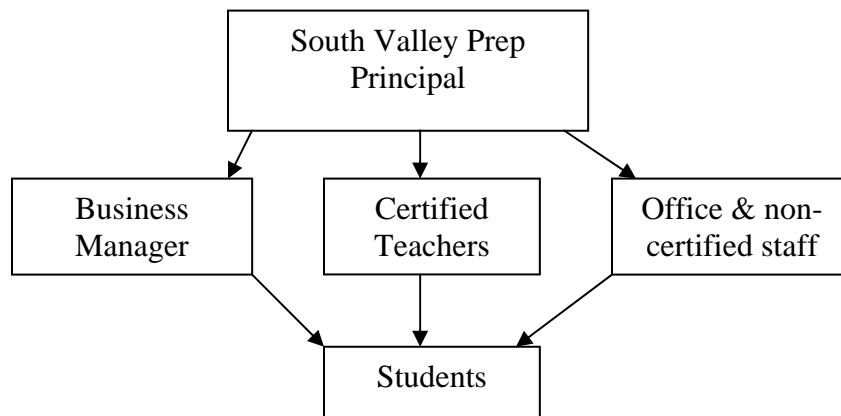 South Valley Prep
Principal
Business
Manager
Certified
Teachers
Office & non-
certified staff
Students